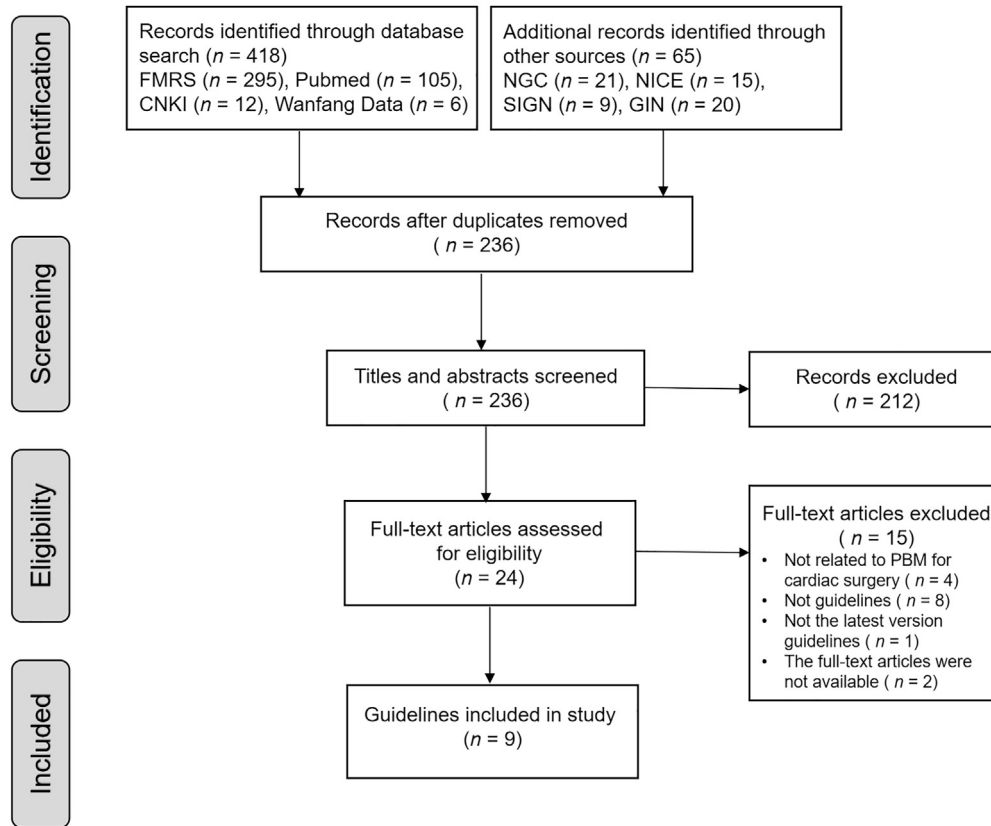 Identification
Records identified through database
search (n = 418)
FMRS (n = 295), Pubmed (n = 105),
CNKI (n = 12), Wanfang Data (n = 6)
Additional records identified through
other sources (n = 65)
NGC (n = 21), NICE (n = 15),
SIGN (n = 9), GIN (n = 20)
Records after duplicates removed
( n = 236)
Screening
Titles and abstracts screened
( n = 236)
Records excluded
( n = 212)
Eligibility
Full-text articles assessed
for eligibility
(n = 24)
Full-text articles excluded
( n = 15)
• Not related to PBM for
cardiac surgery ( n = 4)
• Not guidelines ( n = 8)
• Not the latest version
guidelines ( n = 1)
• The full-text articles were
not available ( n = 2)
Included
Guidelines included in study
(n = 9)